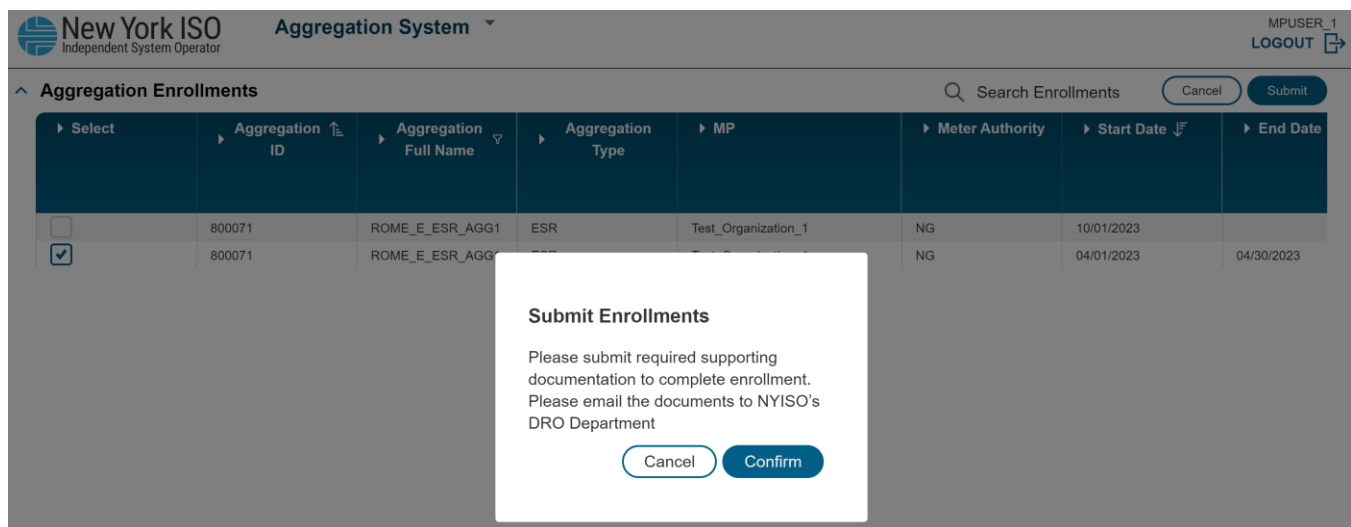 New York ISO
Independent System Operator
Aggregation System
MPUSER_1
LOGOUT
Aggregation Enrollments
Search Enrollments
Cancel
Submit
Select
Aggregation ID
Aggregation Full Name
Aggregation Type
MP
Meter Authority
Start Date
End Date
800071 ROME_E_ESR_AGG1 ESR Test_Organization_1 NG 10/01/2023
800071 ROME_E_ESR_AGG1 NG 04/01/2023 04/30/2023
Submit Enrollments
Please submit required supporting
documentation to complete enrollment.
Please email the documents to NYISO’s
DRO Department
Cancel
Confirm